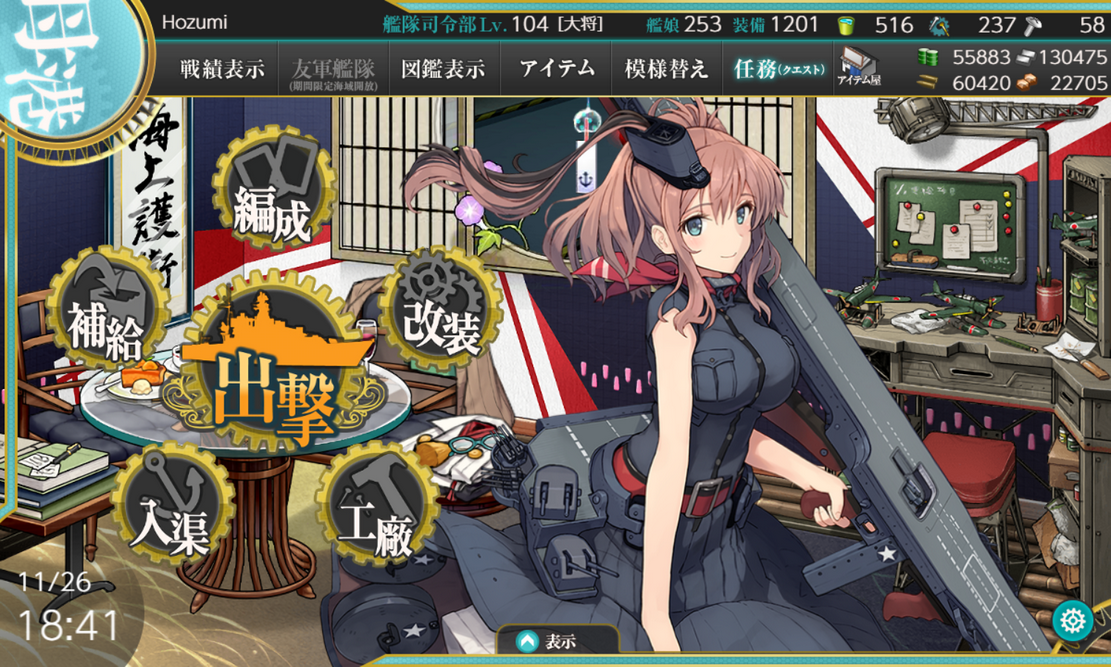 母港
Hozumi
艦隊司令部Lv. 104 [大将]
艦娘 253 装備 1201
516
237
58
戦績表示
友軍艦隊
(期間限定海域開放)
図鑑表示
アイテム
模様替え
任務(クエスト)
アイテム屋
55883
130475
60420
22705
海上護衛
編成
補給
出撃
改装
入渠
工廠
11/26
18:41
表示